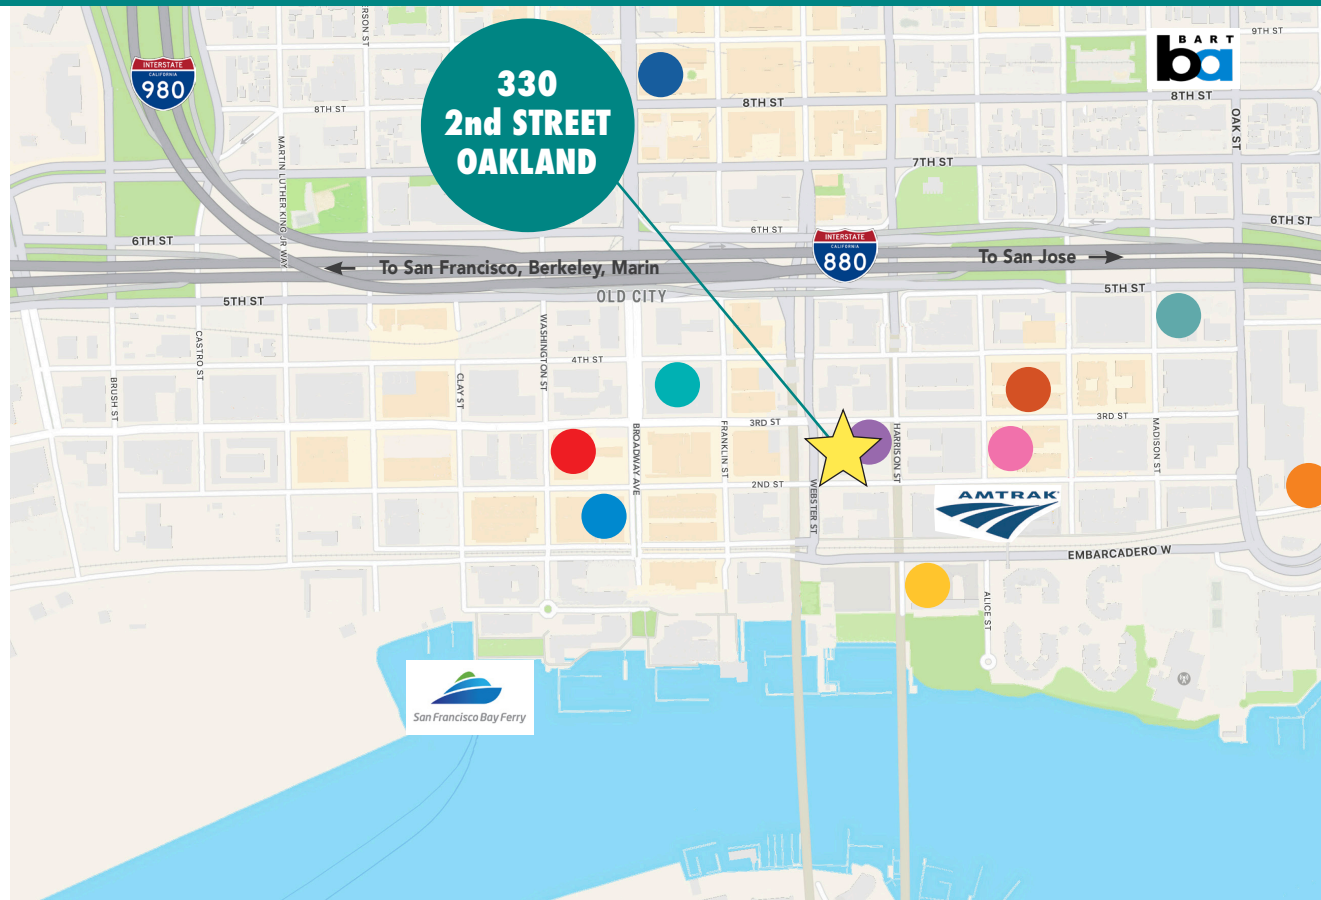 RSON ST
9TH ST
BART
ba
INTERSTATE
CALIFORNIA
980
330
2nd STREET
OAKLAND
8TH ST
8TH ST
8TH ST
OAK ST
MARTIN LUTHER KING JR WAY
7TH ST
6TH ST
6TH ST
6TH ST
INTERSTATE
CALIFORNIA
880
To San Francisco, Berkeley, Marin
To San Jose
5TH ST
OLD CITY
5TH ST
CASTRO ST
WASHINGTON ST
4TH ST
BRUSH ST
CLAY ST
BROADWAY AVE
FRANKLIN ST
3RD ST
HARRISON ST
3RD ST
MADISON ST
2ND ST
WEBSTER ST
AMTRAK
EMBARCADERO W
ALICE ST
San Francisco Bay Ferry